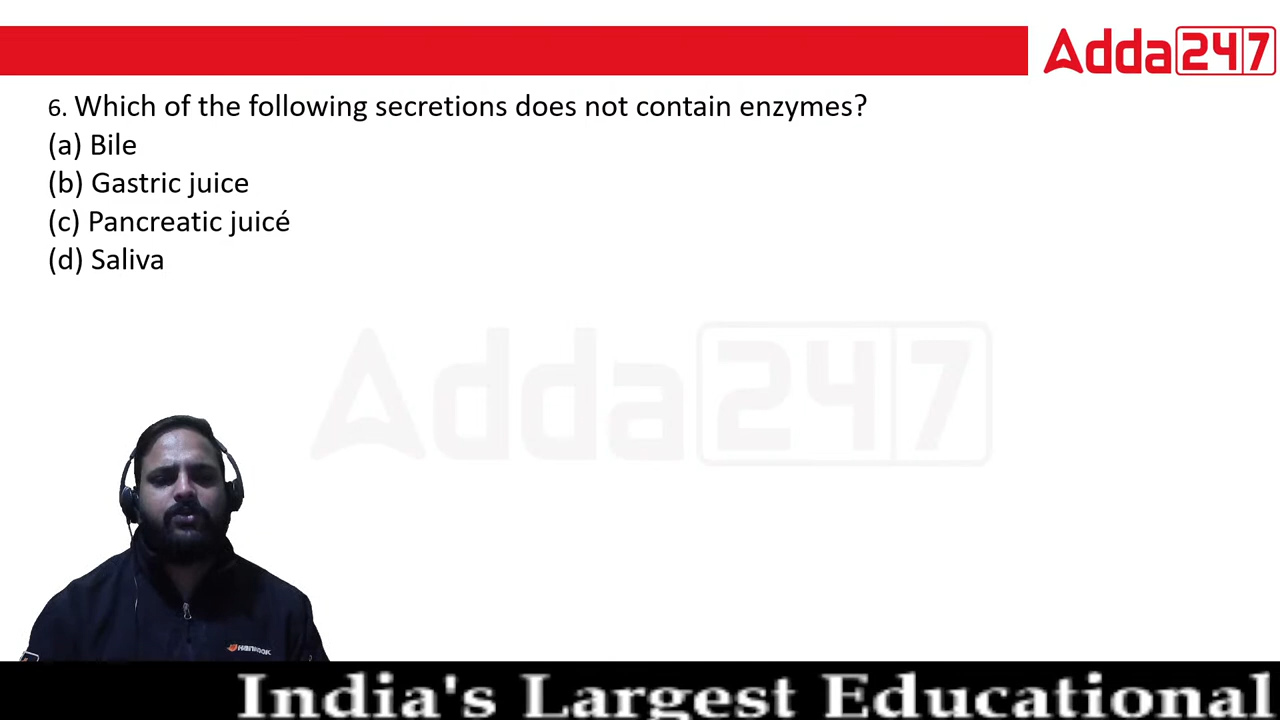 Adda247
6. Which of the following secretions does not contain enzymes?
(a) Bile
(b) Gastric juice
(c) Pancreatic juicé
(d) Saliva
Adda247
India's Largest Educational